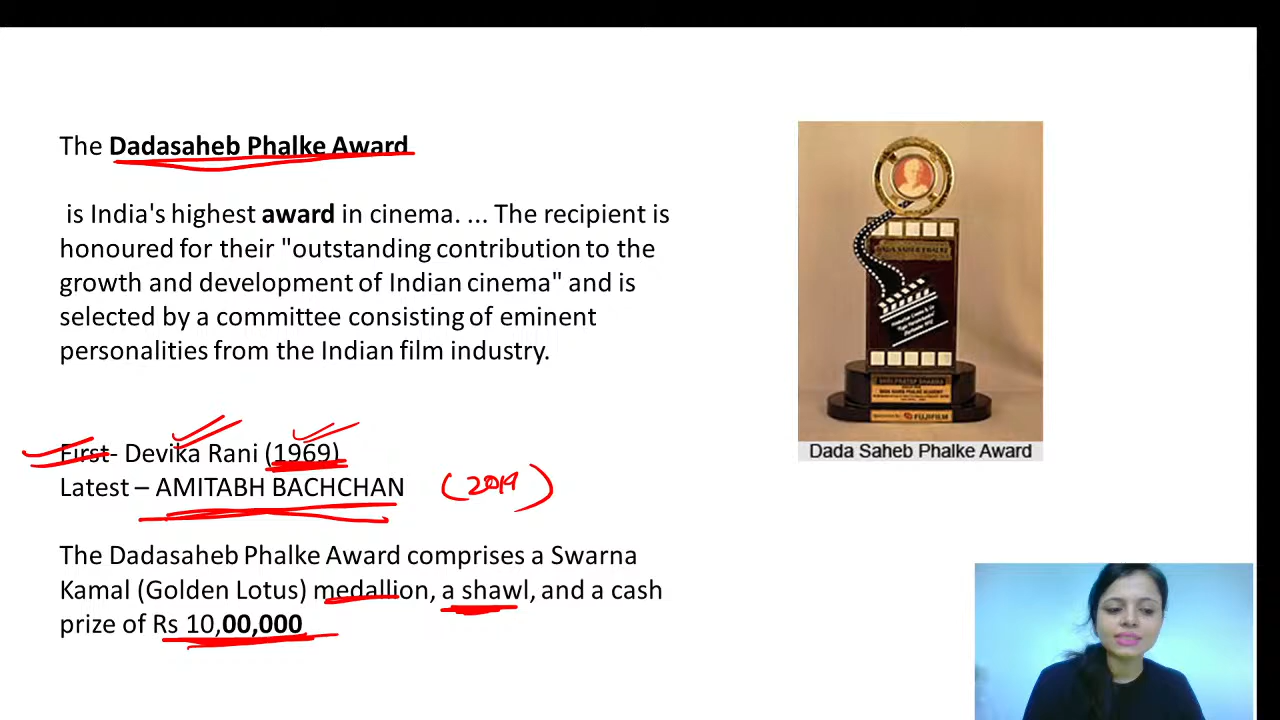 The Dadasaheb Phalke Award
is India's highest award in cinema. ... The recipient is
honoured for their "outstanding contribution to the
growth and development of Indian cinema" and is
selected by a committee consisting of eminent
personalities from the Indian film industry.
First- Devika Rani (1969)
Latest – AMITABH BACHCHAN (2019)
The Dadasaheb Phalke Award comprises a Swarna
Kamal (Golden Lotus) medallion, a shawl, and a cash
prize of Rs 10,00,000
FUJIFILM
Dada Saheb Phalke Award